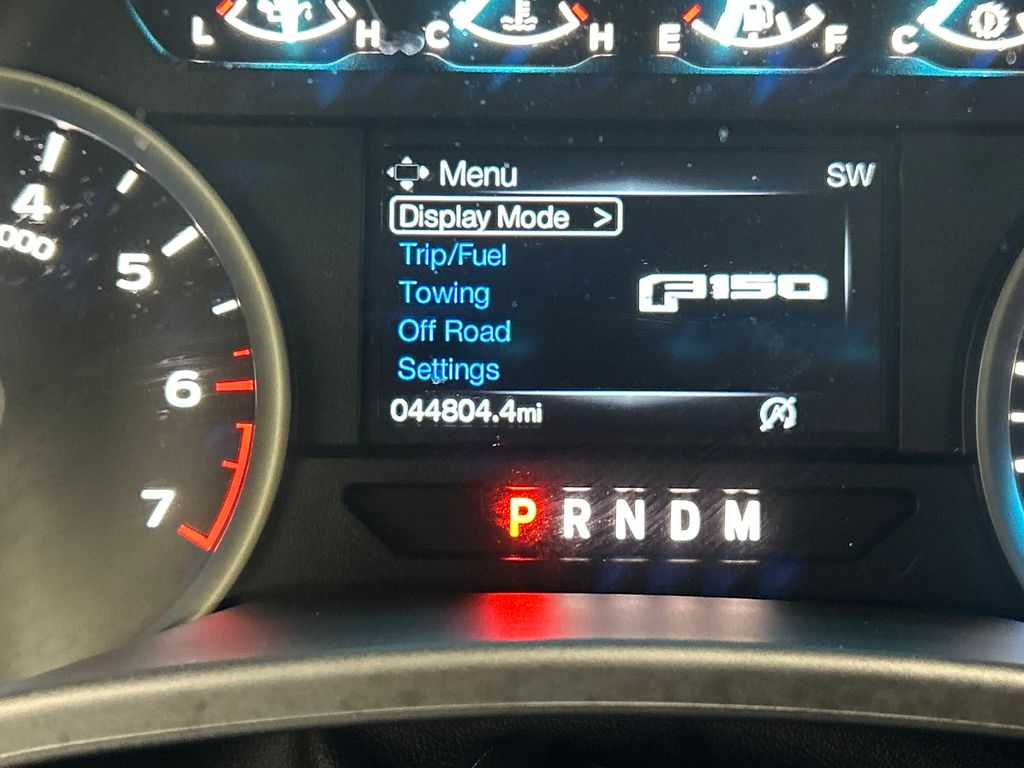 L H C H E F C
Menu SW
Display Mode >
Trip/Fuel
Towing
F150
Off Road
Settings
044804.4mi
4
000
5
6
7
P R N D M